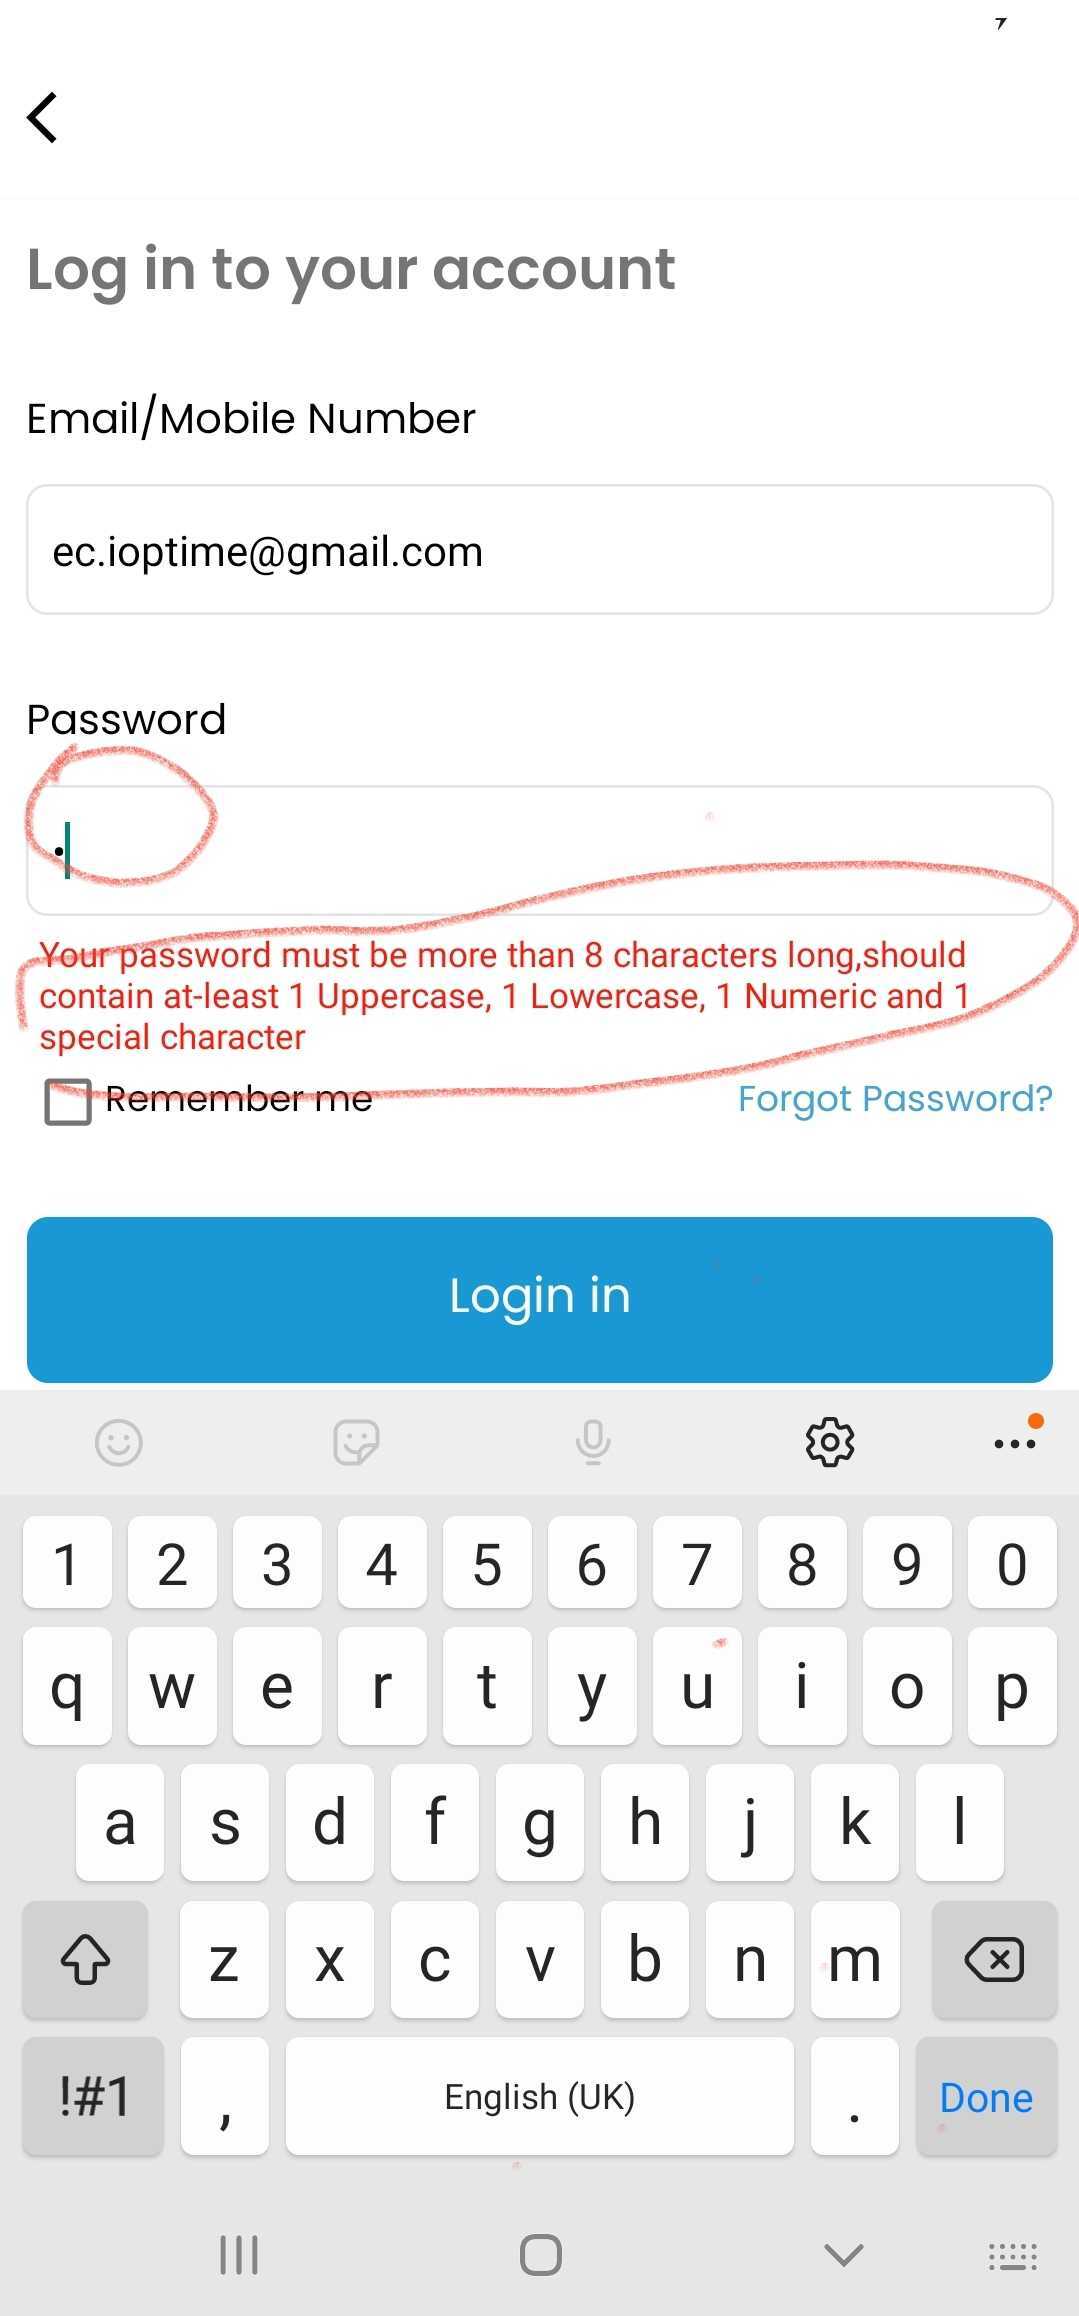 Log in to your account
Email/Mobile Number
ec.ioptime@gmail.com
Password
Your password must be more than 8 characters long,should
contain at-least 1 Uppercase, 1 Lowercase, 1 Numeric and 1
special character
Remember me Forgot Password?
Login in
1 2 3 4 5 6 7 8 9 0
q w e r t y u i o p
a s d f g h j k l
z x c v b n m
!#1 , English (UK) . Done